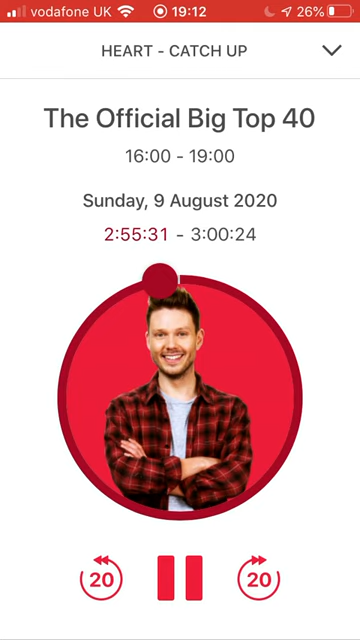 vodafone UK 19:12 26%
HEART - CATCH UP
The Official Big Top 40
16:00 - 19:00
Sunday, 9 August 2020
2:55:31 - 3:00:24
20 20